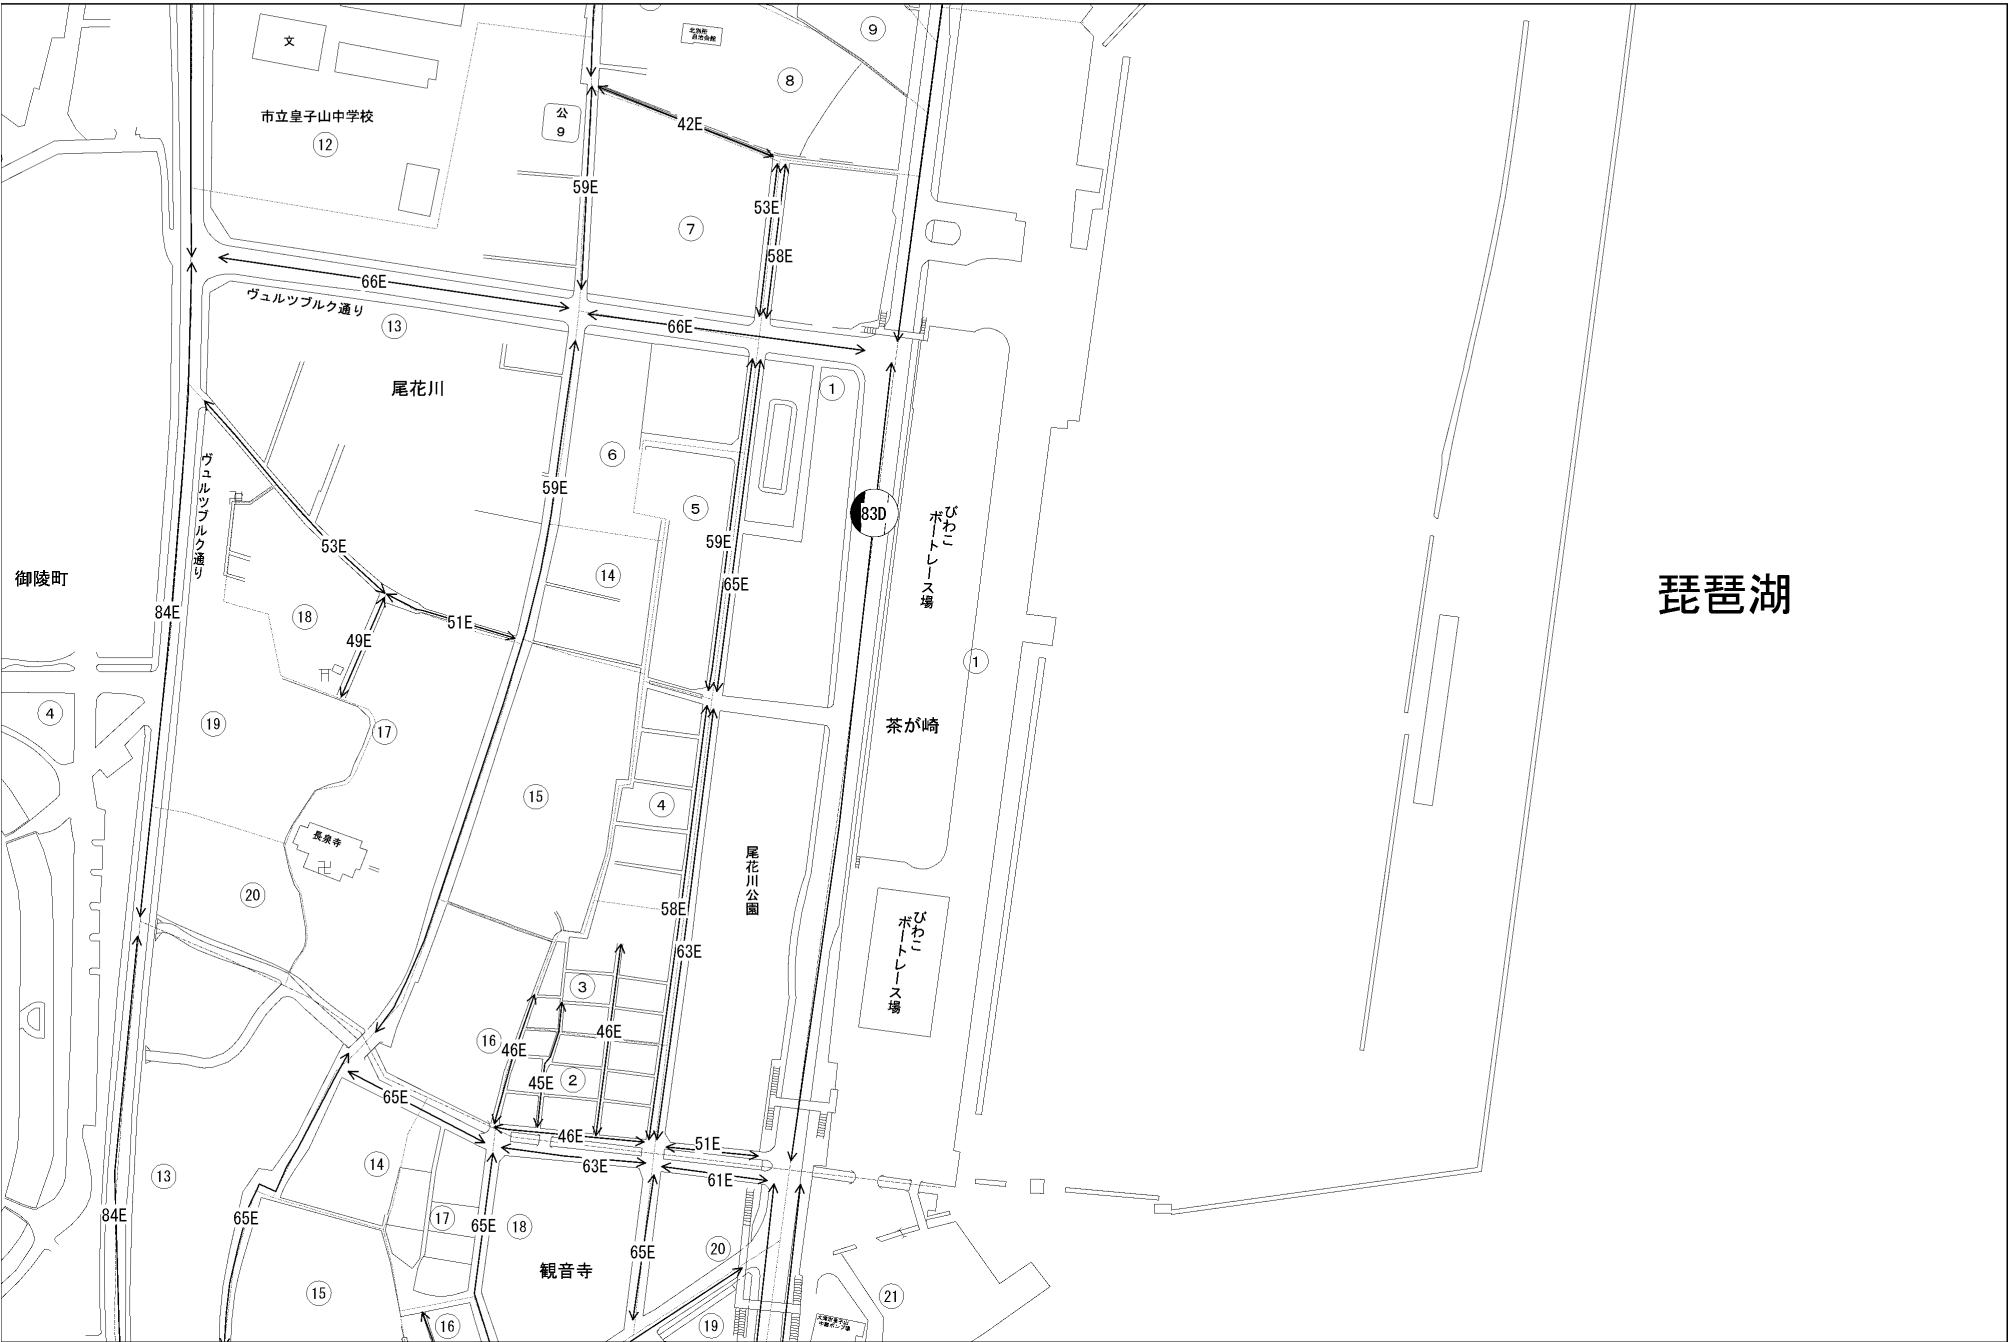 文
北別所
自治会館
9
8
市立皇子山中学校
12
公
9
42E
59E
53E
7
58E
66E
ヴュルツブルク通り
13
66E
尾花川
1
6
ヴュルツブルク通り
59E
5
83D
びわこ
ボートレース場
53E
59E
御陵町
14
65E
琵琶湖
84E
18
51E
49E
1
4
19
17
茶が崎
15
4
長泉寺
尾花川公園
20
58E
びわこ
ボートレース場
63E
3
46E
16
46E
2
45E
65E
46E
51E
63E
14
13
61E
84E
65E
17
65E
18
65E
20
観音寺
15
21
16
19